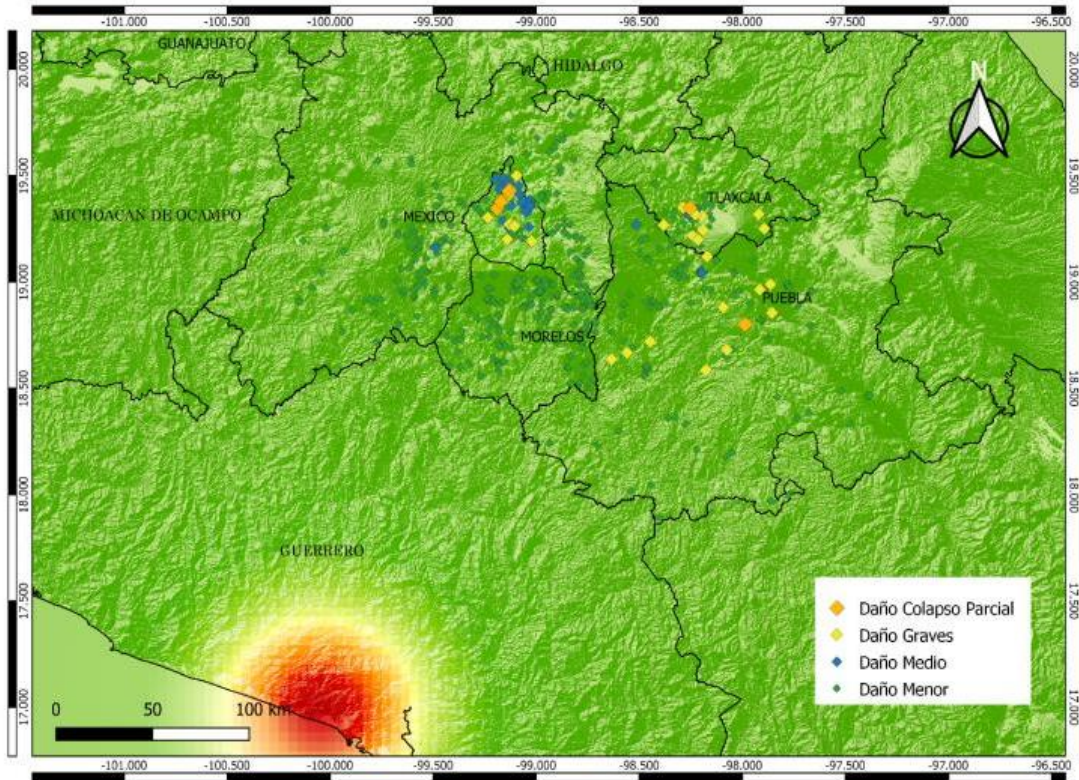 -101.000 -100.500 -100.000 -99.500 -99.000 -98.500 -98.000 -97.500 -97.000 -96.500
GUANAJUATO
HIDALGO
N
20.000 20.000
19.500 19.500
MICHOACAN DE OCAMPO
MEXICO
TLAXCALA
19.000 19.000
PUEBLA
MORELOS
18.500 18.500
18.000 18.000
GUERRERO
17.500 17.500
Daño Colapso Parcial
Daño Graves
Daño Medio
Daño Menor
17.000 17.000
0 50 100 km
-101.000 -100.500 -100.000 -99.500 -99.000 -98.500 -98.000 -97.500 -97.000 -96.500